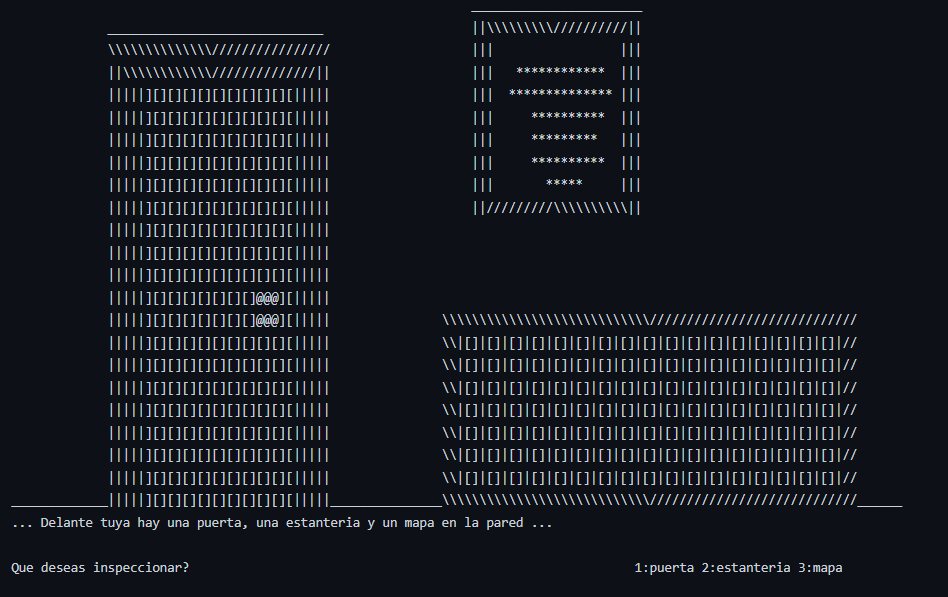 ... Delante tuya hay una puerta, una estanteria y un mapa en la pared ...
Que deseas inspeccionar? 1:puerta 2:estanteria 3:mapa